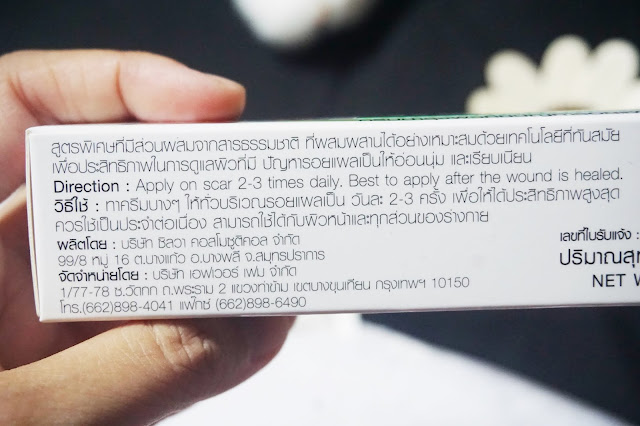 สูตรพิเศษที่มีส่วนผสมจากสารธรรมชาติ ที่ผสมผสานได้อย่างเหมาะสมด้วยเทคโนโลยีที่ทันสมัย
เพื่อประสิทธิภาพในการดูแลผิวที่มี ปัญหารอยแผลเป็นให้อ่อนนุ่ม และเรียบเนียน
Direction : Apply on scar 2-3 times daily. Best to apply after the wound is healed.
วิธีใช้ : ทาครีมบางๆ ให้ทั่วบริเวณรอยแผลเป็น วันละ 2-3 ครั้ง เพื่อให้ได้ประสิทธิภาพสูงสุด
ควรใช้เป็นประจำต่อเนื่อง สามารถใช้ได้กับผิวหน้าและทุกส่วนของร่างกาย
ผลิตโดย : บริษัท ชิลวา คอสโมซูติคอล จำกัด
99/8 หมู่ 16 ต.บางแก้ว อ.บางพลี จ.สมุทรปราการ
จัดจำหน่ายโดย : บริษัท เอฟเวอร์ เฟม จำกัด
1/77-78 ซ.วัดกก ถ.พระราม 2 แขวงท่าข้าม เขตบางขุนเทียน กรุงเทพฯ 10150
โทร.(662)898-4041 แฟ็กซ์ (662)898-6490
เลขที่ใบรับแจ้ง :
ปริมาณสุท
NET W